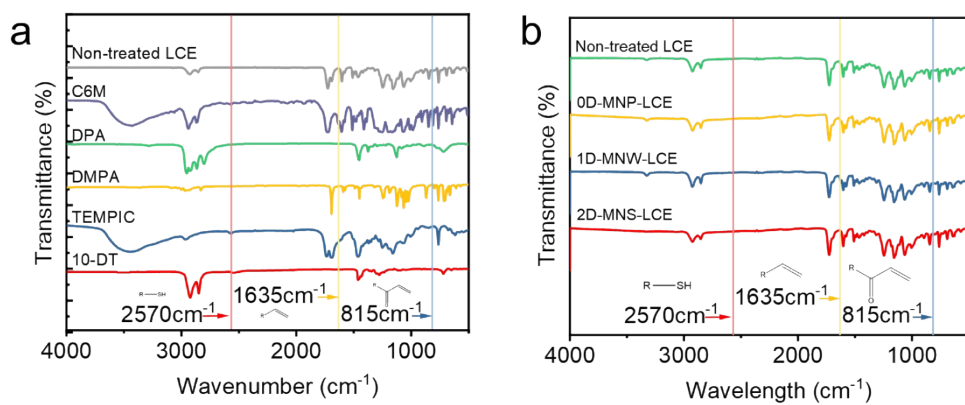 a
Transmittance (%)
Non-treated LCE
C6M
DPA
DMPA
TEMPIC
10-DT
R—SH
2570cm⁻¹
R
1635cm⁻¹
R
O
815cm⁻¹
4000 3000 2000 1000
Wavenumber (cm⁻¹)
b
Transmittance (%)
Non-treated LCE
0D-MNP-LCE
1D-MNW-LCE
2D-MNS-LCE
R—SH
2570cm⁻¹
R
1635cm⁻¹
R
O
815cm⁻¹
4000 3000 2000 1000
Wavelength (cm⁻¹)